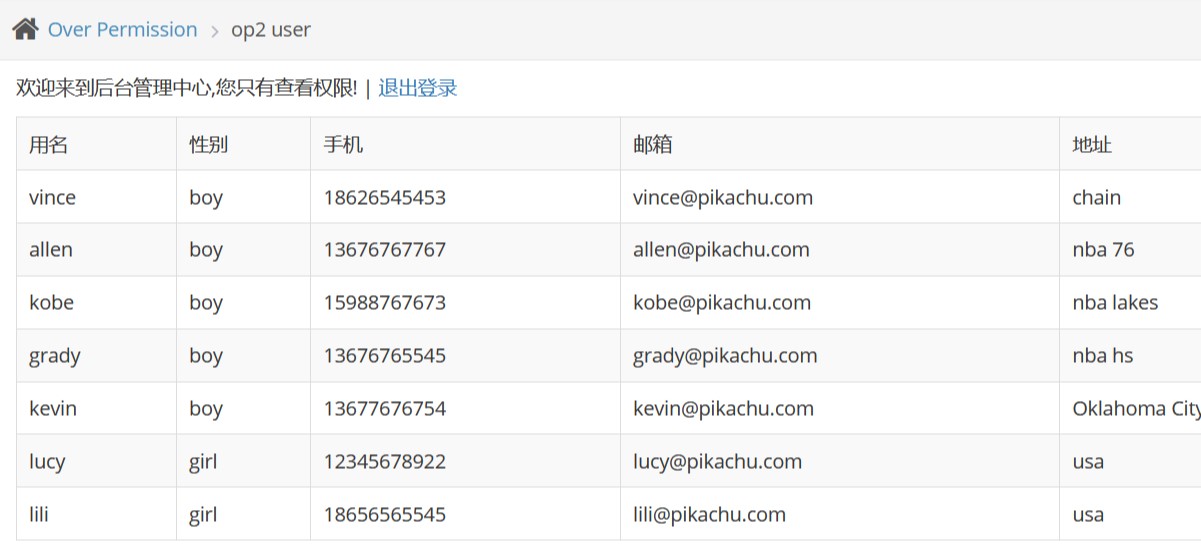 Over Permission > op2 user
欢迎来到后台管理中心,您只有查看权限! | 退出登录
用名 性别 手机 邮箱 地址
vince boy 18626545453 vince@pikachu.com chain
allen boy 13676767767 allen@pikachu.com nba 76
kobe boy 15988767673 kobe@pikachu.com nba lakes
grady boy 13676765545 grady@pikachu.com nba hs
kevin boy 13677676754 kevin@pikachu.com Oklahoma City
lucy girl 12345678922 lucy@pikachu.com usa
lili girl 18656565545 lili@pikachu.com usa